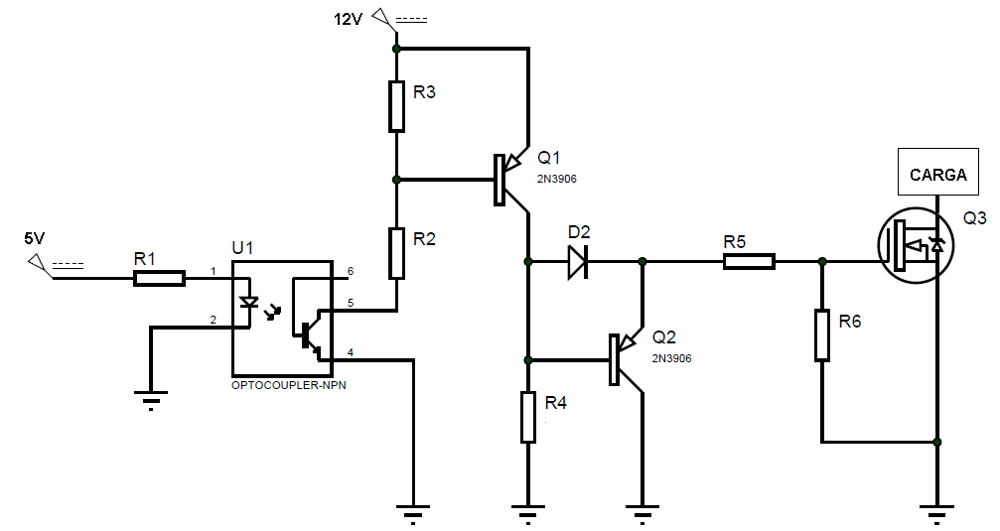 12V
R3
Q1
2N3906
CARGA
Q3
5V
R1
U1
R2
D2
R5
1
6
2
5
4
OPTOCOUPLER-NPN
Q2
2N3906
R6
R4